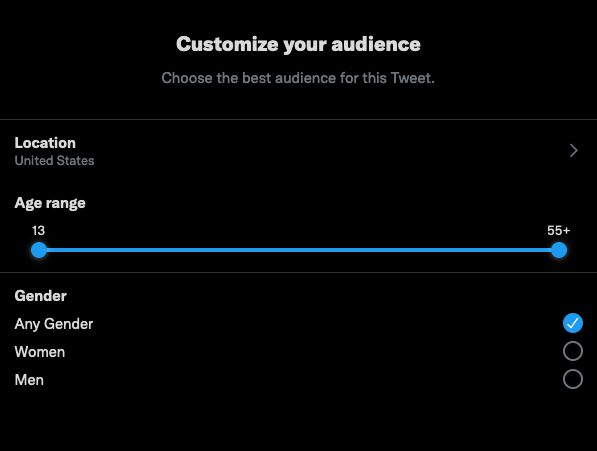 Customize your audience
Choose the best audience for this Tweet.
Location
United States
Age range
13 55+
Gender
Any Gender
Women
Men